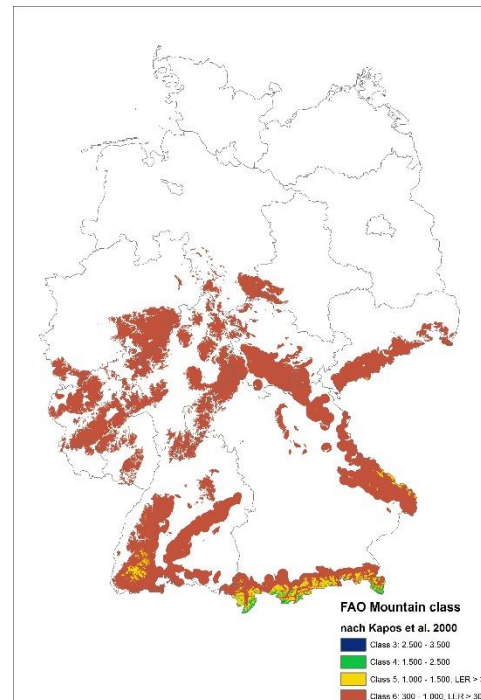 FAO Mountain class
nach Kapos et al. 2000
Class 3: 2.500 - 3.500
Class 4: 1.500 - 2.500
Class 5: 1.000 - 1.500, LER >
Class 6: 300 - 1.000, LER > 30